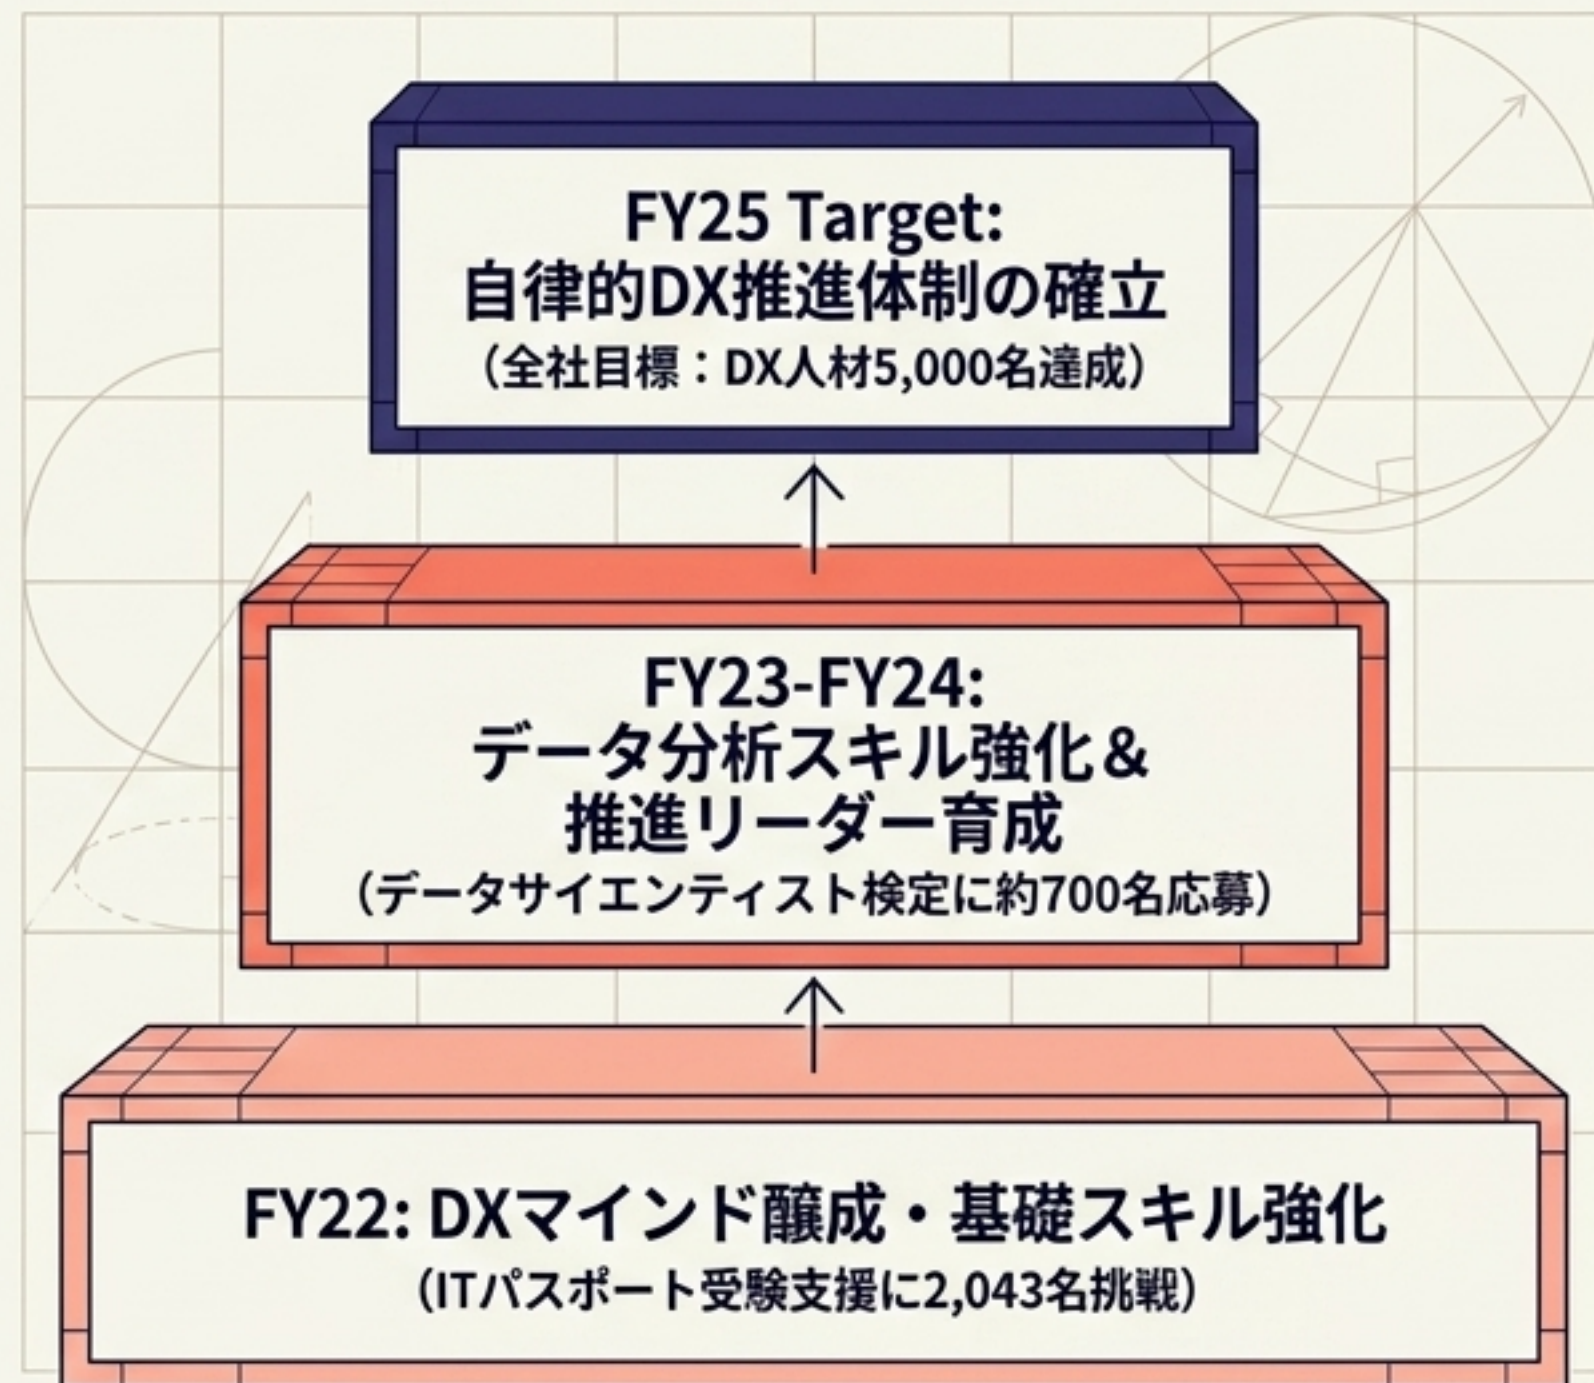 FY25 Target:
自律的DX推進体制の確立
（全社目標：DX人材5,000名達成）
FY23-FY24:
データ分析スキル強化＆
推進リーダー育成
（データサイエンティスト検定に約700名応募）
FY22: DXマインド醸成・基礎スキル強化
（ITパスポート受験支援に2,043名挑戦）